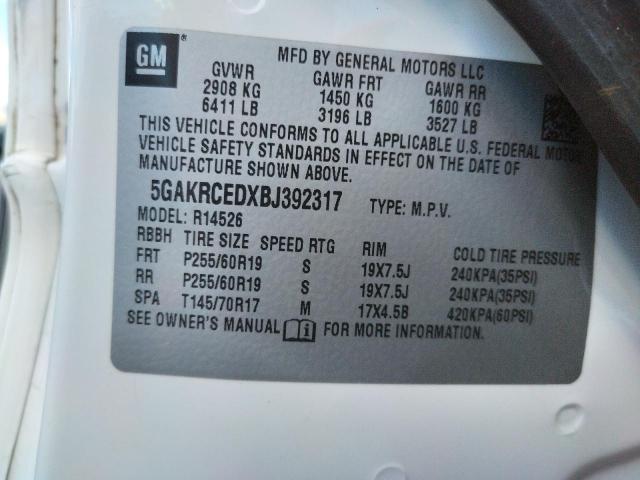 GM
MFD BY GENERAL MOTORS LLC
GVWR GAWR FRT GAWR RR
2908 KG 1450 KG 1600 KG
6411 LB 3196 LB 3527 LB
THIS VEHICLE CONFORMS TO ALL APPLICABLE U.S. FEDERAL MOTOR
VEHICLE SAFETY STANDARDS IN EFFECT ON THE DATE OF
MANUFACTURE SHOWN ABOVE.
5GAKRCEDXBJ392317 TYPE: M.P.V.
MODEL: R14526
RBBH TIRE SIZE SPEED RTG RIM COLD TIRE PRESSURE
FRT P255/60R19 S 19X7.5J 240KPA(35PSI)
RR P255/60R19 S 19X7.5J 240KPA(35PSI)
SPA T145/70R17 M 17X4.5B 420KPA(60PSI)
SEE OWNER'S MANUAL FOR MORE INFORMATION.